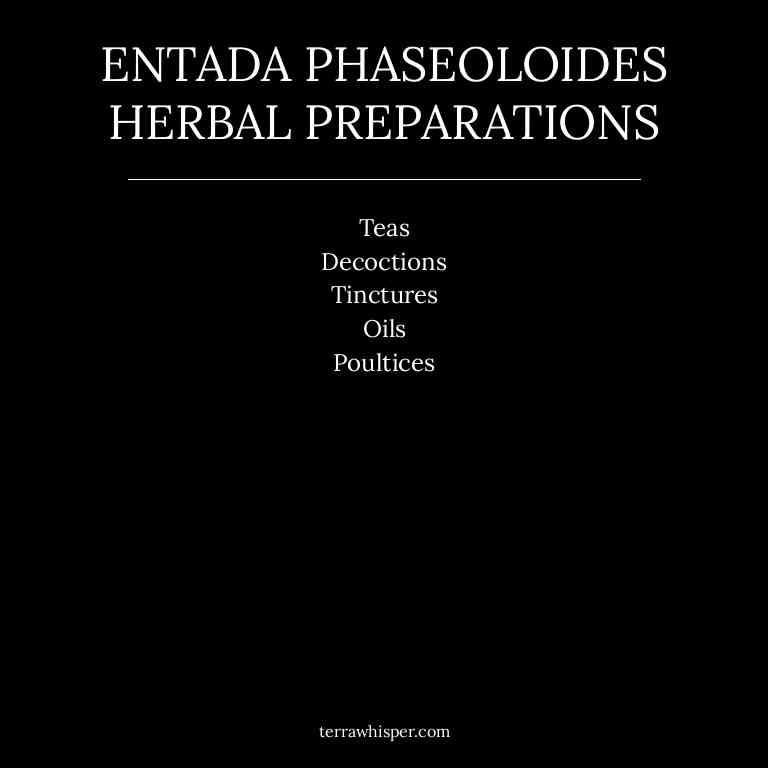 ENTADA PHASEOLOIDES
HERBAL PREPARATIONS
Teas
Decoctions
Tinctures
Oils
Poultices
terrawhisper.com